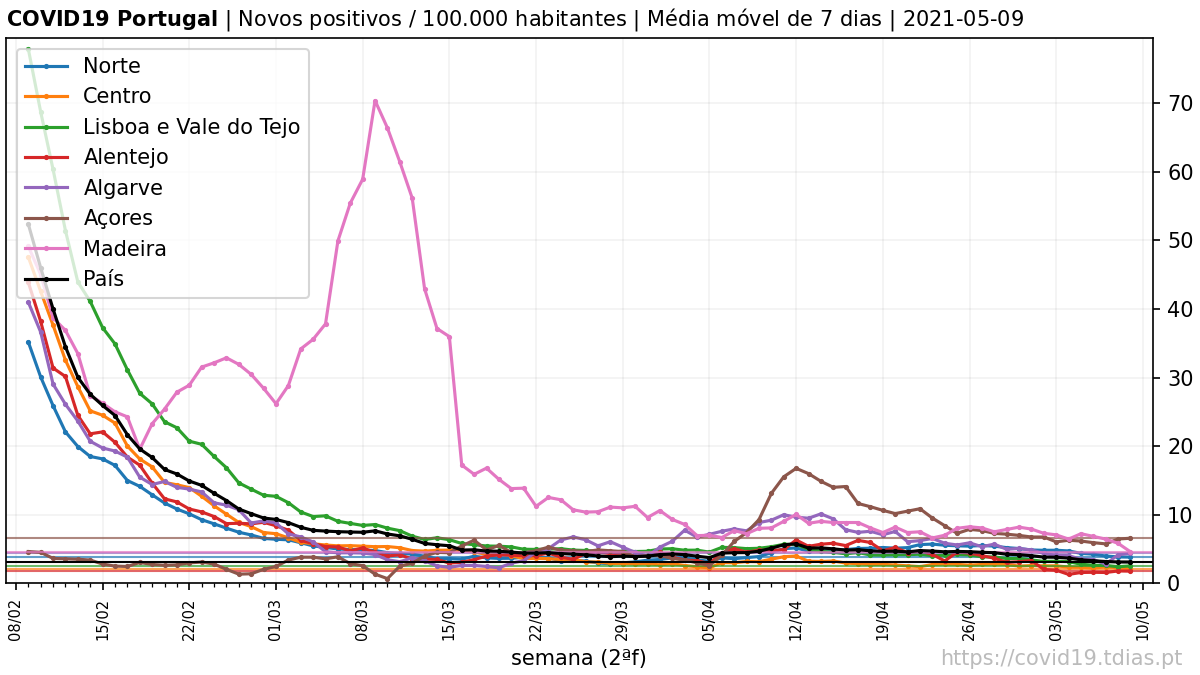 COVID19 Portugal | Novos positivos / 100.000 habitantes | Média móvel de 7 dias | 2021-05-09
Norte
Centro
Lisboa e Vale do Tejo
Alentejo
Algarve
Açores
Madeira
País
70
60
50
40
30
20
10
0
08/02
15/02
22/02
01/03
08/03
15/03
22/03
29/03
05/04
12/04
19/04
26/04
03/05
10/05
semana (2ªf)
https://covid19.tdias.pt